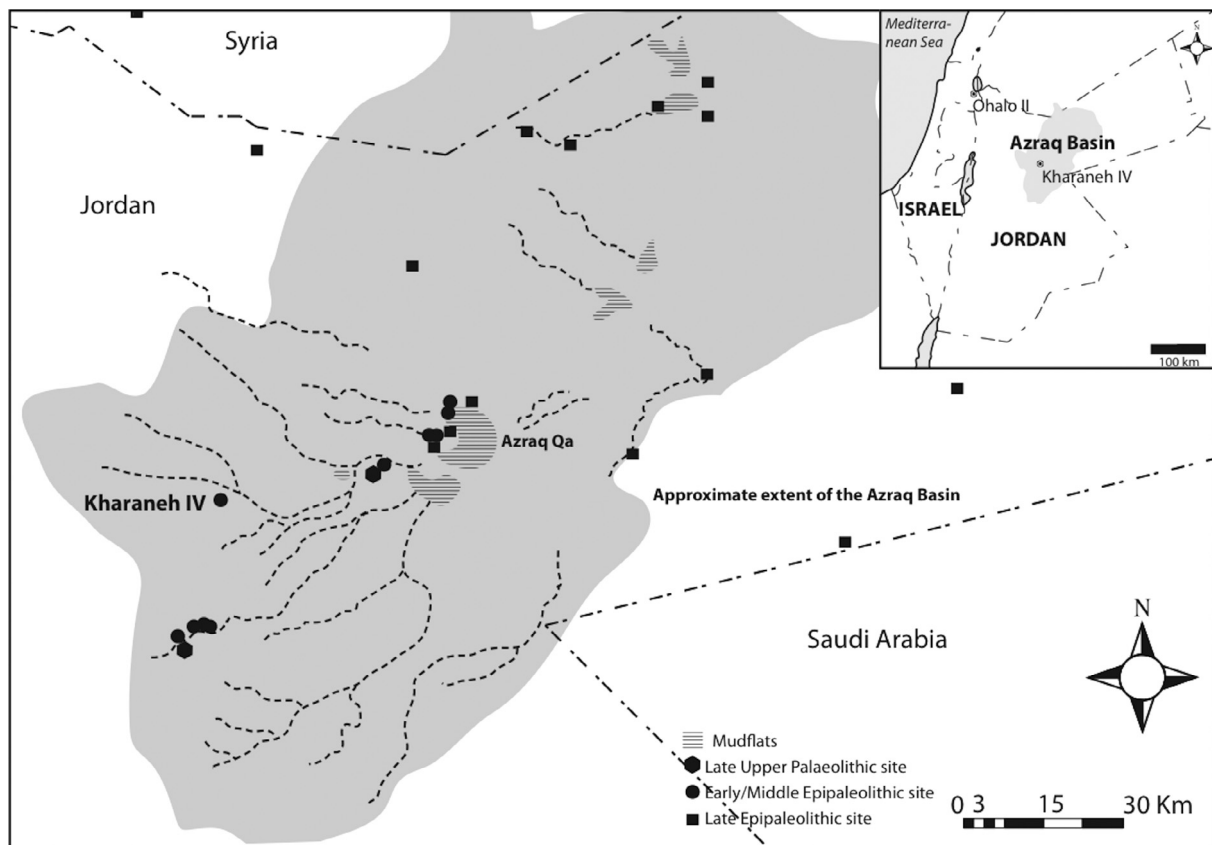 Syria
Jordan
Kharaneh IV
Azraq Qa
Approximate extent of the Azraq Basin
Saudi Arabia
Mediterra-
nean Sea
Ohalo II
Azraq Basin
Kharaneh IV
ISRAEL
JORDAN
100 km
N
Mudflats
Late Upper Palaeolithic site
Early/Middle Epipaleolithic site
Late Epipaleolithic site
0 3 15 30 Km